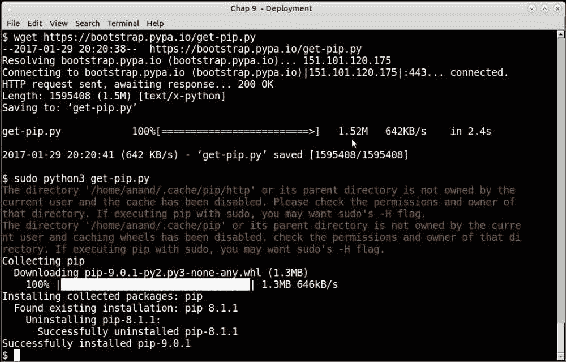 Chap 9 - Deployment
File Edit View Search Terminal Help
$ wget https://bootstrap.pypa.io/get-pip.py
--2017-01-29 20:20:38--  https://bootstrap.pypa.io/get-pip.py
Resolving bootstrap.pypa.io (bootstrap.pypa.io)... 151.101.120.175
Connecting to bootstrap.pypa.io (bootstrap.pypa.io)|151.101.120.175|:443... connected.
HTTP request sent, awaiting response... 200 OK
Length: 1595408 (1.5M) [text/x-python]
Saving to: ‘get-pip.py’
get-pip.py 100%[=========================>] 1.52M 642KB/s in 2.4s
2017-01-29 20:20:41 (642 KB/s) - ‘get-pip.py’ saved [1595408/1595408]
$ sudo python3 get-pip.py
The directory '/home/anand/.cache/pip/http' or its parent directory is not owned by the
current user and the cache has been disabled. Please check the permissions and owner of
that directory. If executing pip with sudo, you may want sudo's -H flag.
The directory '/home/anand/.cache/pip' or its parent directory is not owned by the curre
nt user and caching wheels has been disabled. check the permissions and owner of that di
rectory. If executing pip with sudo, you may want sudo's -H flag.
Collecting pip
Downloading pip-9.0.1-py2.py3-none-any.whl (1.3MB)
100% | | 1.3MB 646kB/s
Installing collected packages: pip
Found existing installation: pip 8.1.1
Uninstalling pip-8.1.1:
Successfully uninstalled pip-8.1.1
Successfully installed pip-9.0.1
$